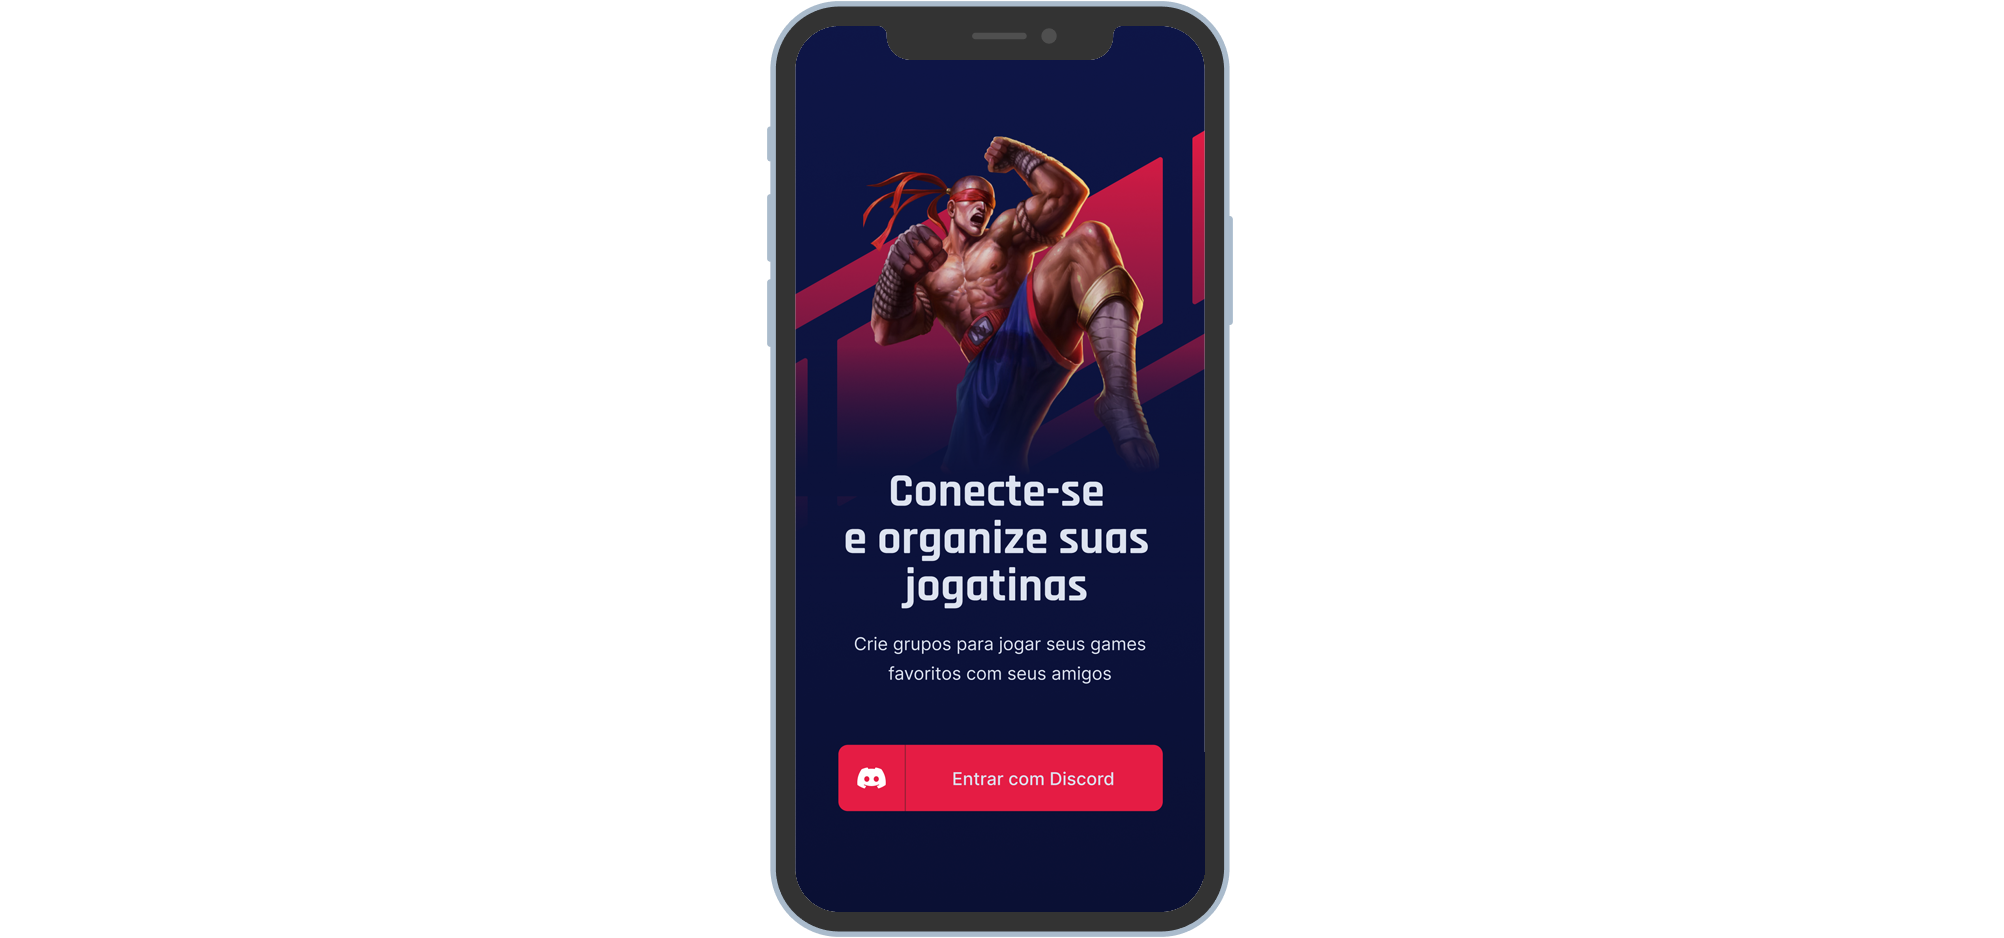 Conecte-se
e organize suas
jogatinas
Crie grupos para jogar seus games
favoritos com seus amigos
Entrar com Discord